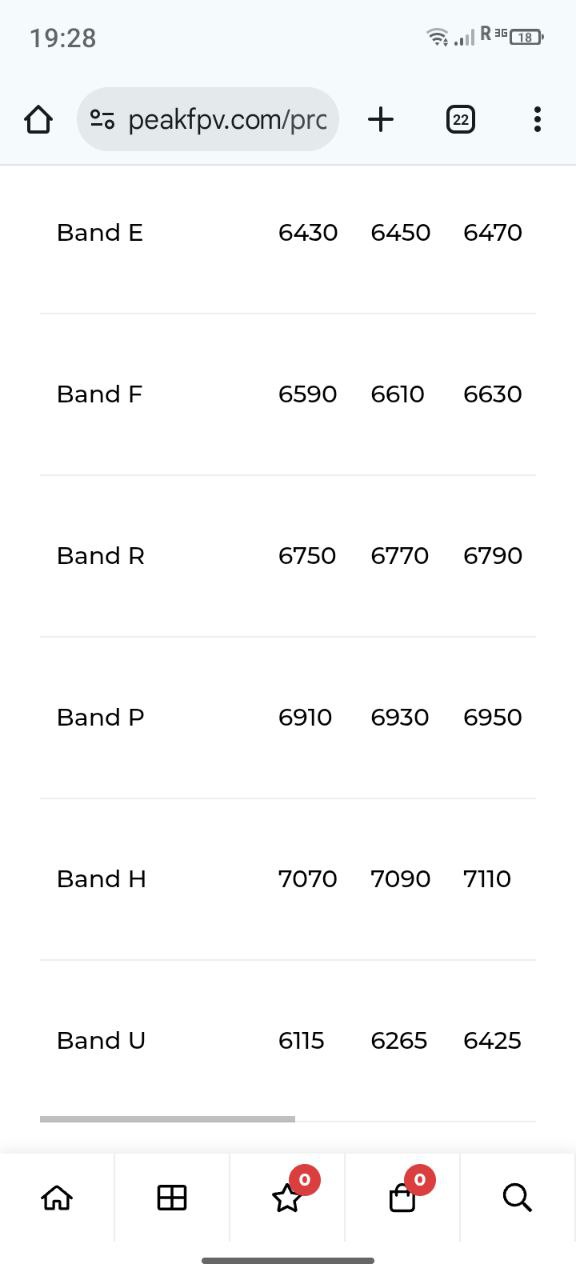 19:28 R 3G 18
peakfpv.com/prc 22
Band E 6430 6450 6470
Band F 6590 6610 6630
Band R 6750 6770 6790
Band P 6910 6930 6950
Band H 7070 7090 7110
Band U 6115 6265 6425
0 0